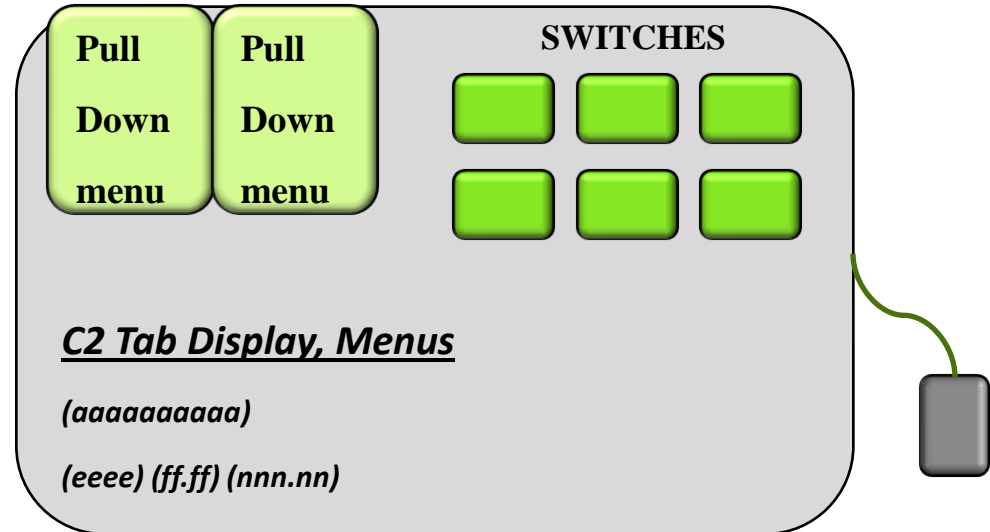 Pull
Down
menu
Pull
Down
menu
SWITCHES
C2 Tab Display, Menus
(aaaaaaaaaa)
(eeee) (ff.ff) (nnn.nn)